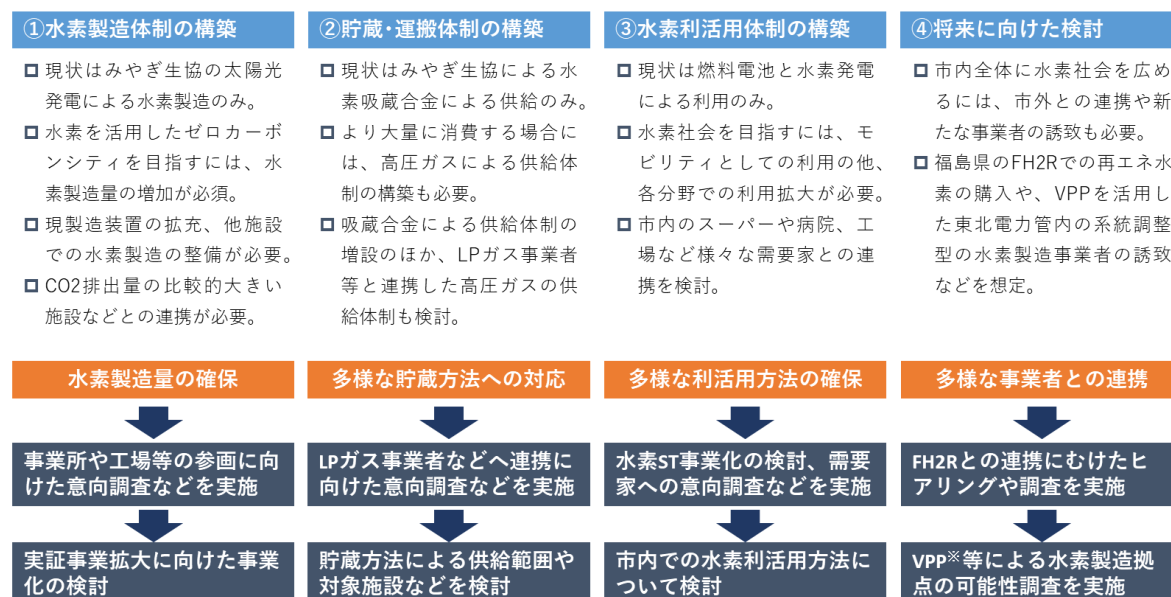 ①水素製造体制の構築
現状はみやぎ生協の太陽光
発電による水素製造のみ。
水素を活用したゼロカーボ
ンシティを目指すには、水
素製造量の増加が必須。
現製造装置の拡充、他施設
での水素製造の整備が必要。
CO2排出量の比較的大きい
施設などとの連携が必要。
水素製造量の確保
事業所や工場等の参画に向
けた意向調査などを実施
実証事業拡大に向けた事業
化の検討
②貯蔵・運搬体制の構築
現状はみやぎ生協による水
素吸蔵合金による供給のみ。
より大量に消費する場合に
は、高圧ガスによる供給体
制の構築も必要。
吸蔵合金による供給体制の
増設のほか、LPガス事業者
等と連携した高圧ガスの供
給体制も検討。
多様な貯蔵方法への対応
LPガス事業者などへ連携に
向けた意向調査などを実施
貯蔵方法による供給範囲や
対象施設などを検討
③水素利活用体制の構築
現状は燃料電池と水素発電
による利用のみ。
水素社会を目指すには、モ
ビリティとしての利用の他、
各分野での利用拡大が必要。
市内のスーパーや病院、工
場など様々な需要家との連
携を検討。
多様な利活用方法の確保
水素ST事業化の検討、需要
家への意向調査などを実施
市内での水素利活用方法に
ついて検討
④将来に向けた検討
市内全体に水素社会を広め
るには、市外との連携や新
たな事業者の誘致も必要。
福島県のFH2Rでの再エネ水
素の購入や、VPPを活用し
た東北電力管内の系統調整
型の水素製造事業者の誘致
などを想定。
多様な事業者との連携
FH2Rとの連携にむけたヒ
アリングや調査を実施
VPP※等による水素製造拠
点の可能性調査を実施